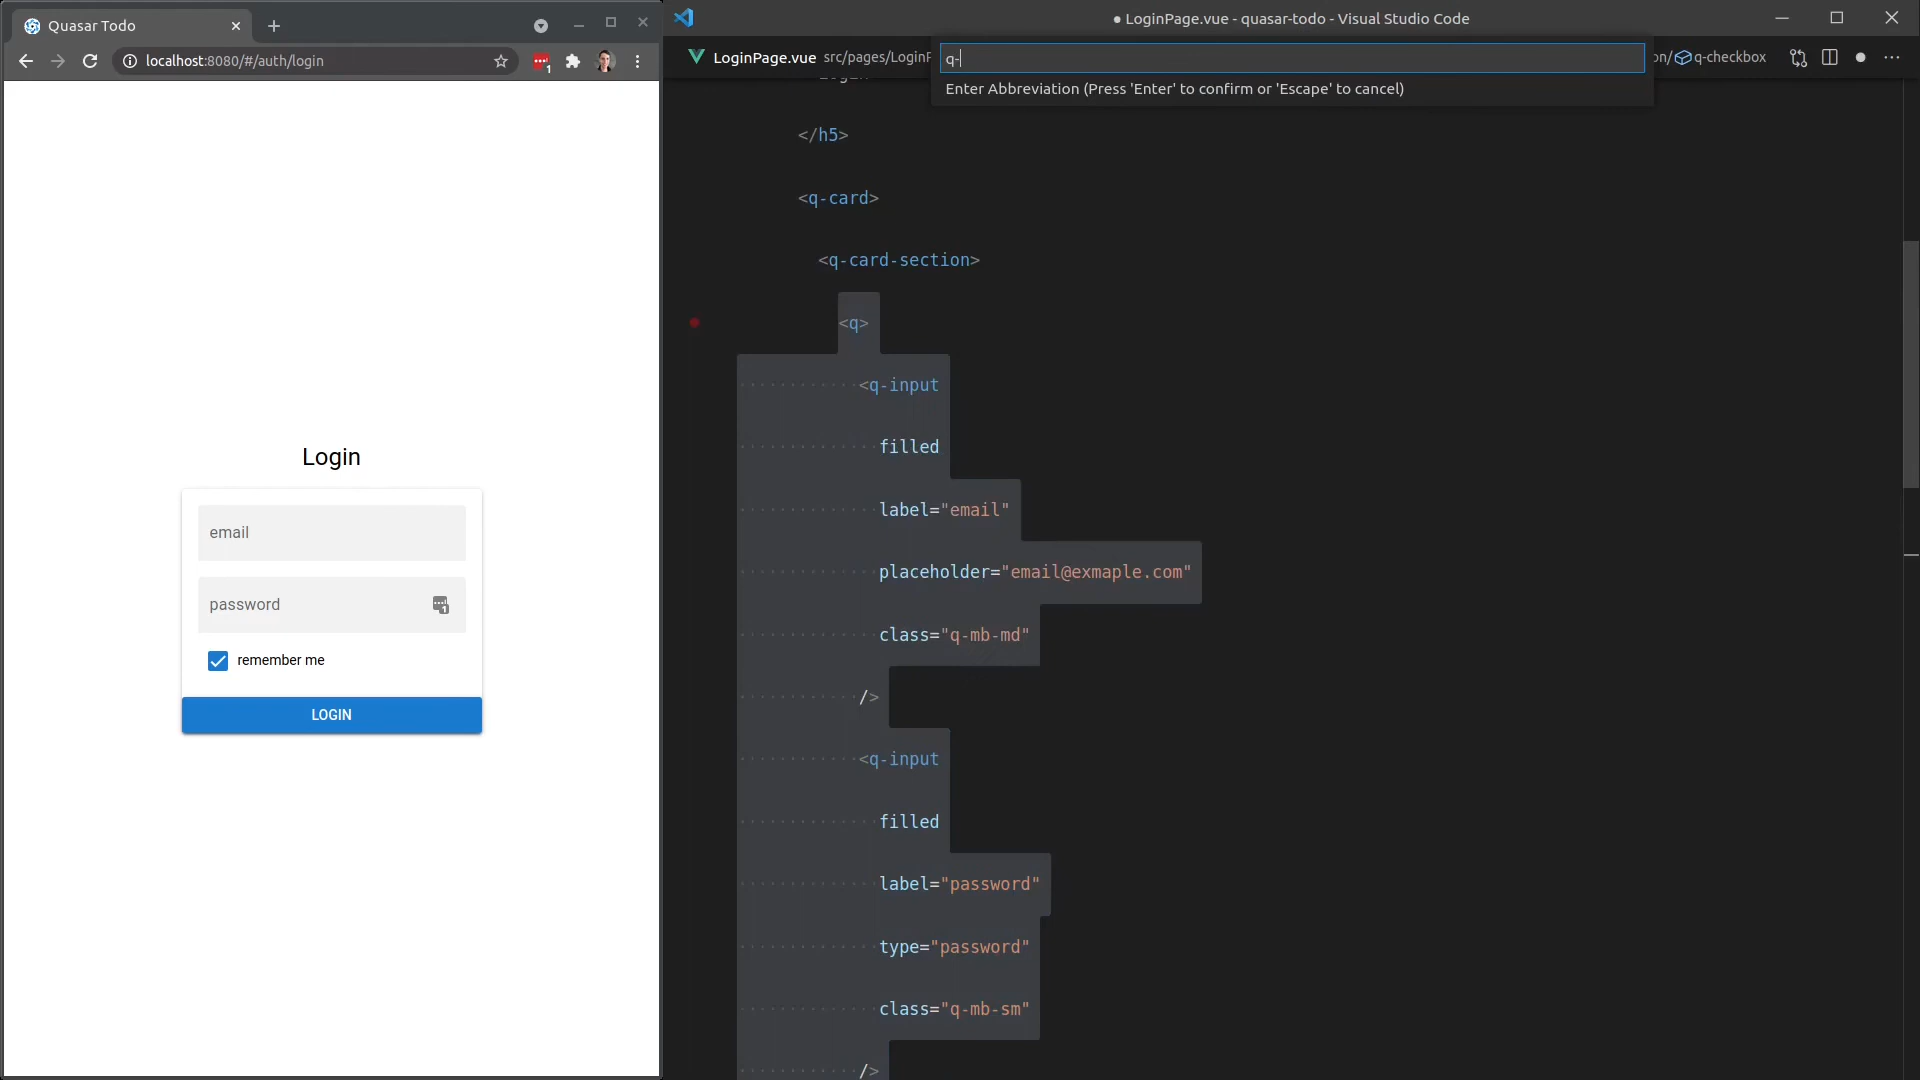 Quasar Todo
localhost:8080/#/auth/login
Login
email
password
remember me
LOGIN
● LoginPage.vue - quasar-todo - Visual Studio Code
LoginPage.vue src/pages/LoginP
q-
on/ q-checkbox
Enter Abbreviation (Press 'Enter' to confirm or 'Escape' to cancel)
</h5>
<q-card>
<q-card-section>
<q>
<q-input
filled
label="email"
placeholder="email@exmaple.com"
class="q-mb-md"
/>
<q-input
filled
label="password"
type="password"
class="q-mb-sm"
/>